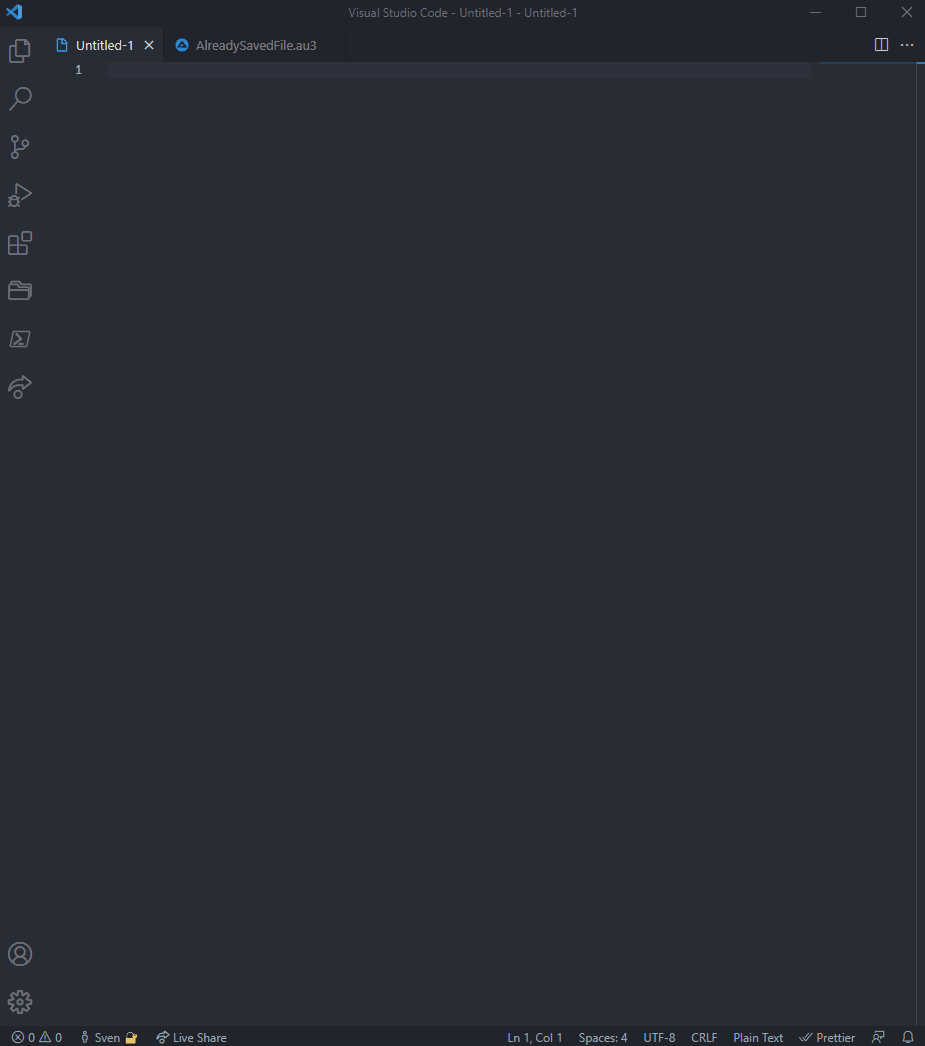 Visual Studio Code - Untitled-1 - Untitled-1
Untitled-1 AlreadySavedFile.au3
1
0 0 Sven Live Share Ln 1, Col 1 Spaces: 4 UTF-8 CRLF Plain Text Prettier